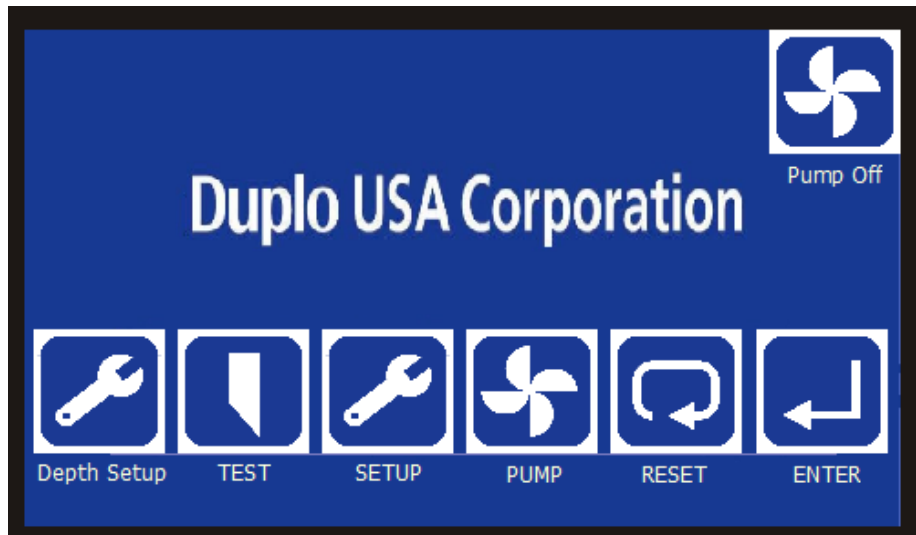 Pump Off
Duplo USA Corporation
Depth Setup TEST SETUP PUMP RESET ENTER